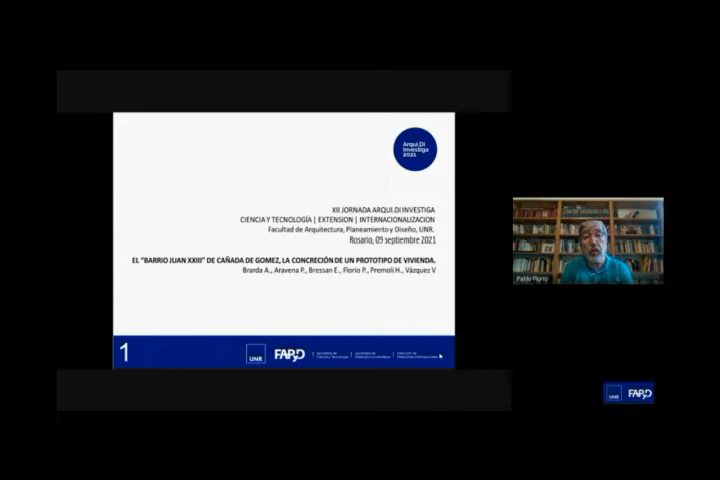 Arqui.Di
Investiga
2021
XII JORNADA ARQUI.DI INVESTIGA
CIENCIA Y TECNOLOGÍA | EXTENSION | INTERNACIONALIZACION
Facultad de Arquitectura, Planeamiento y Diseño, UNR.
Rosario, 09 septiembre 2021
EL "BARRIO JUAN XXIII" DE CAÑADA DE GOMEZ, LA CONCRECIÓN DE UN PROTOTIPO DE VIVIENDA.
Brarda A., Aravena P., Bressan E., Florio P., Premoli H., Vázquez V
1
UNR
FAPyD
Pablo Florio
UNR
FAPyD